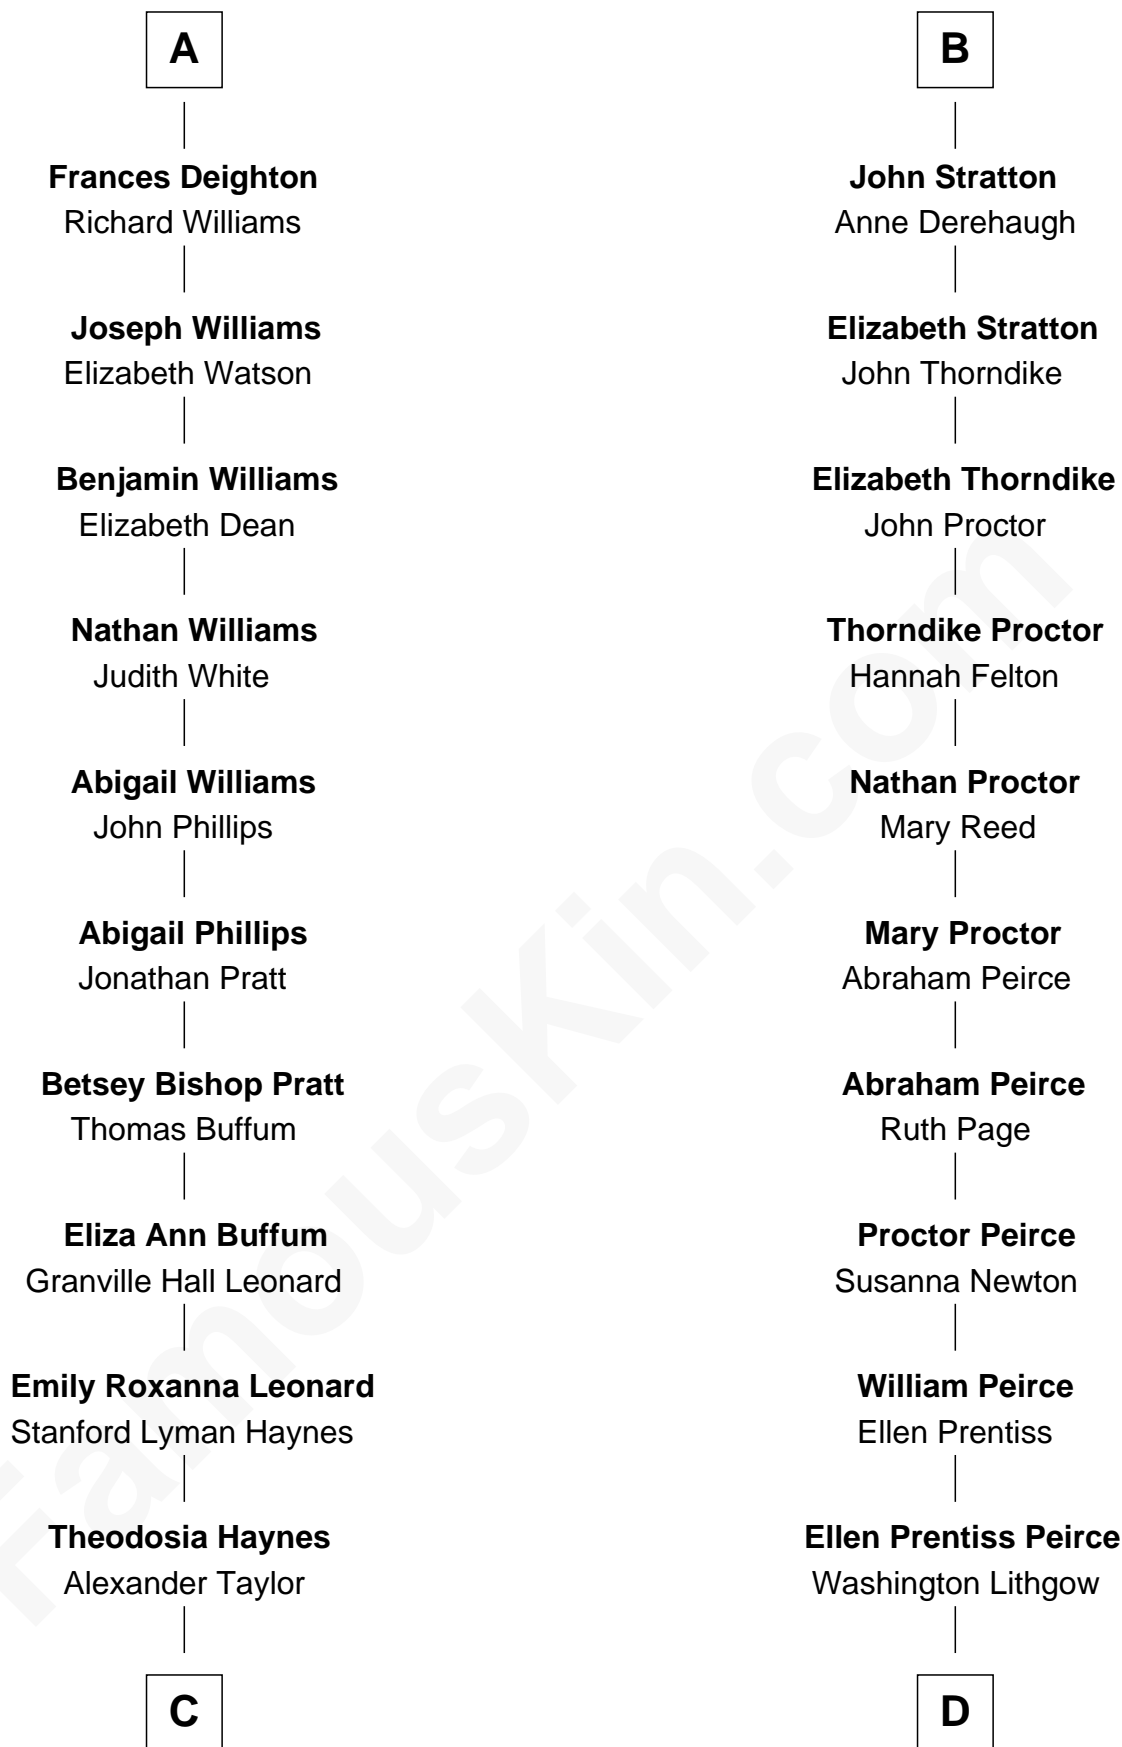 A
Frances Deighton
Richard Williams
Joseph Williams
Elizabeth Watson
Benjamin Williams
Elizabeth Dean
Nathan Williams
Judith White
Abigail Williams
John Phillips
Abigail Phillips
Jonathan Pratt
Betsey Bishop Pratt
Thomas Buffum
Eliza Ann Buffum
Granville Hall Leonard
Emily Roxanna Leonard
Stanford Lyman Haynes
Theodosia Haynes
Alexander Taylor
C
B
John Stratton
Anne Derehaugh
Elizabeth Stratton
John Thorndike
Elizabeth Thorndike
John Proctor
Thorndike Proctor
Hannah Felton
Nathan Proctor
Mary Reed
Mary Proctor
Abraham Peirce
Abraham Peirce
Ruth Page
Proctor Peirce
Susanna Newton
William Peirce
Ellen Prentiss
Ellen Prentiss Peirce
Washington Lithgow
D
FamousKin.com